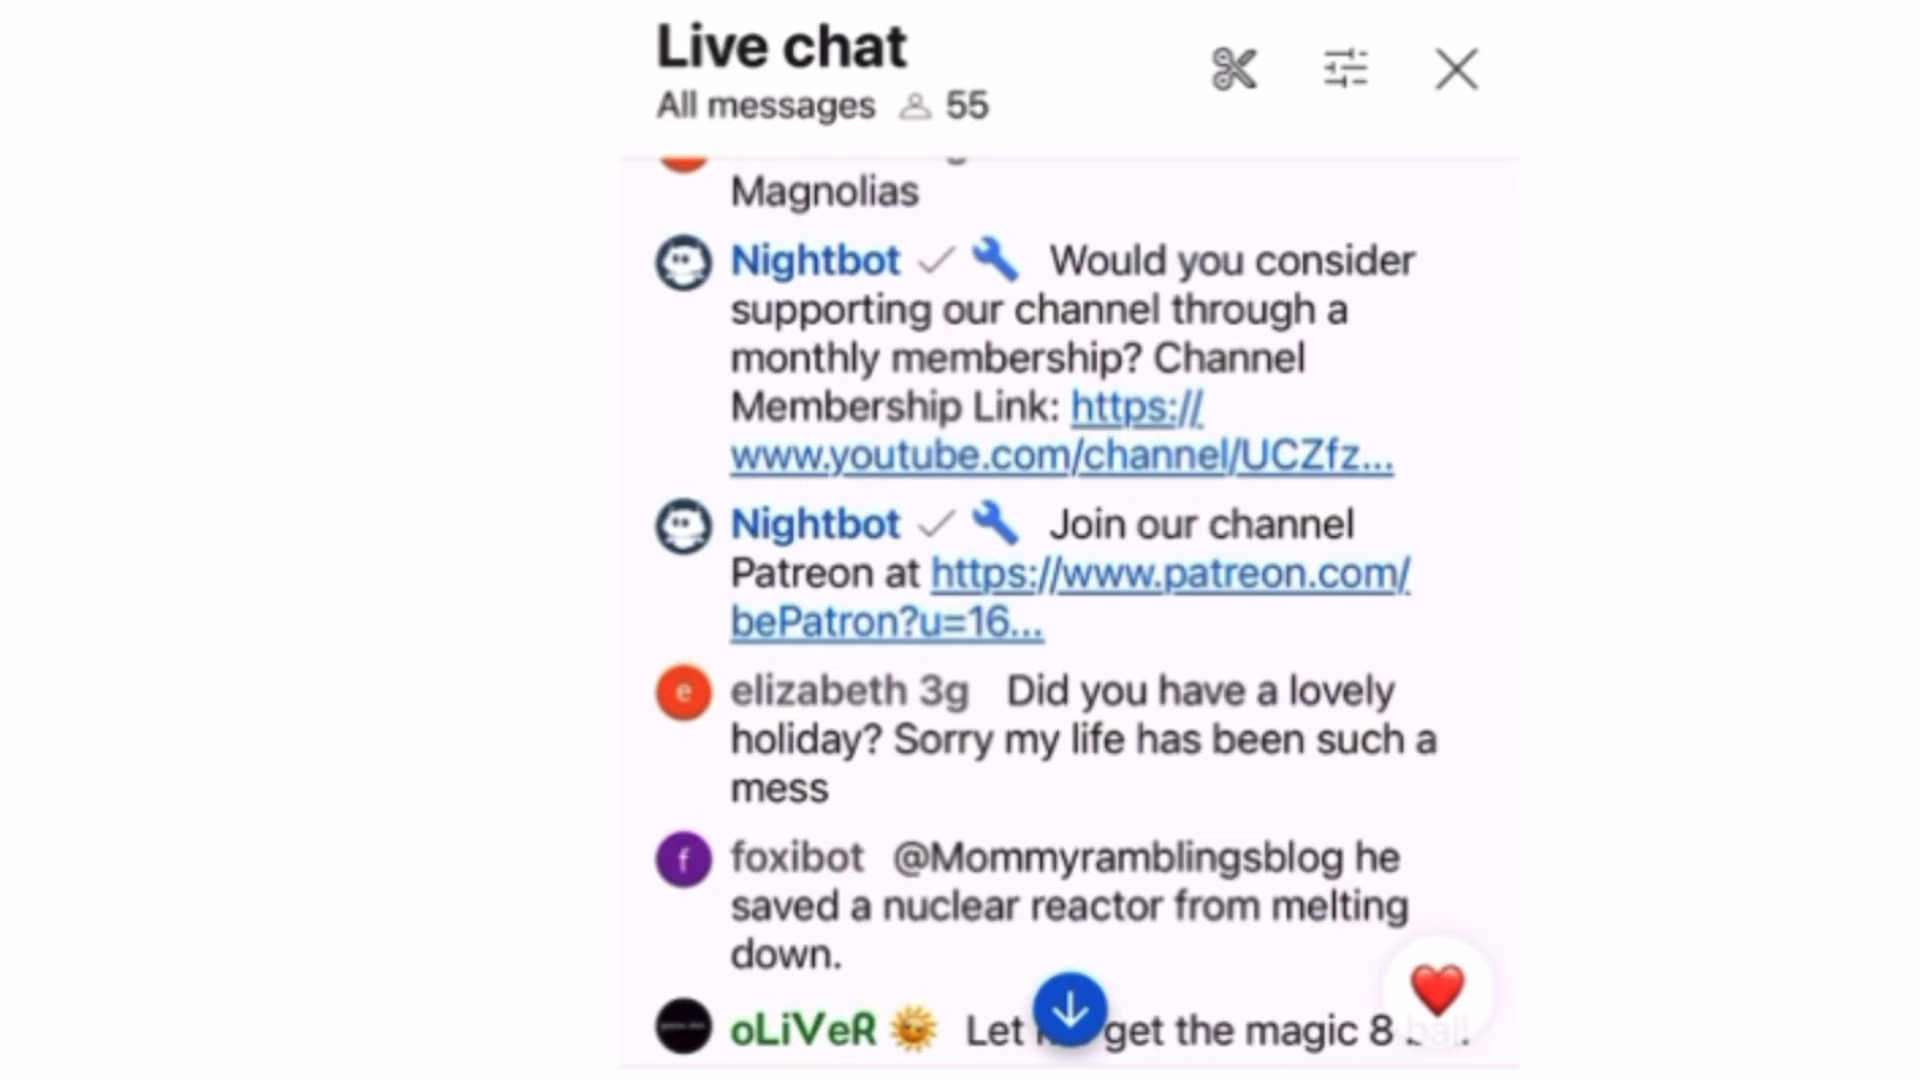 Live chat
All messages 55
Magnolias
Nightbot Would you consider
supporting our channel through a
monthly membership? Channel
Membership Link: https://
www.youtube.com/channel/UCZfz...
Nightbot Join our channel
Patreon at https://www.patreon.com/
bePatron?u=16...
e elizabeth 3g Did you have a lovely
holiday? Sorry my life has been such a
mess
f foxibot @Mommyramblingsblog he
saved a nuclear reactor from melting
down.
oLiVeR Let get the magic 8 ball.